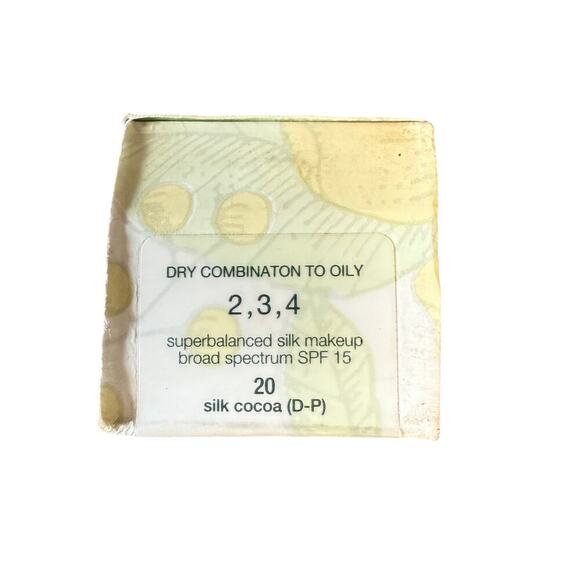 DRY COMBINATON TO OILY
2,3,4
superbalanced silk makeup
broad spectrum SPF 15
20
silk cocoa (D-P)